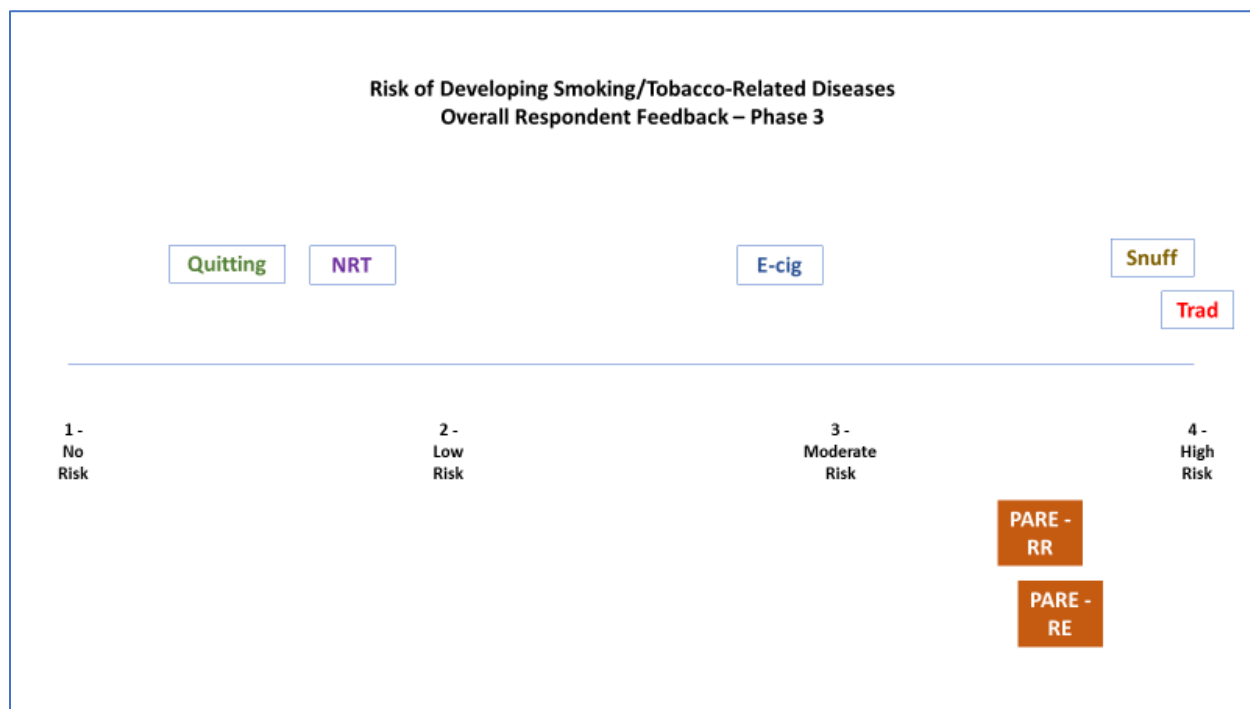 Risk of Developing Smoking/Tobacco-Related Diseases
Overall Respondent Feedback – Phase 3
Quitting
NRT
E-cig
Snuff
Trad
1 -
No
Risk
2 -
Low
Risk
3 -
Moderate
Risk
4 -
High
Risk
PARE -
RR
PARE -
RE